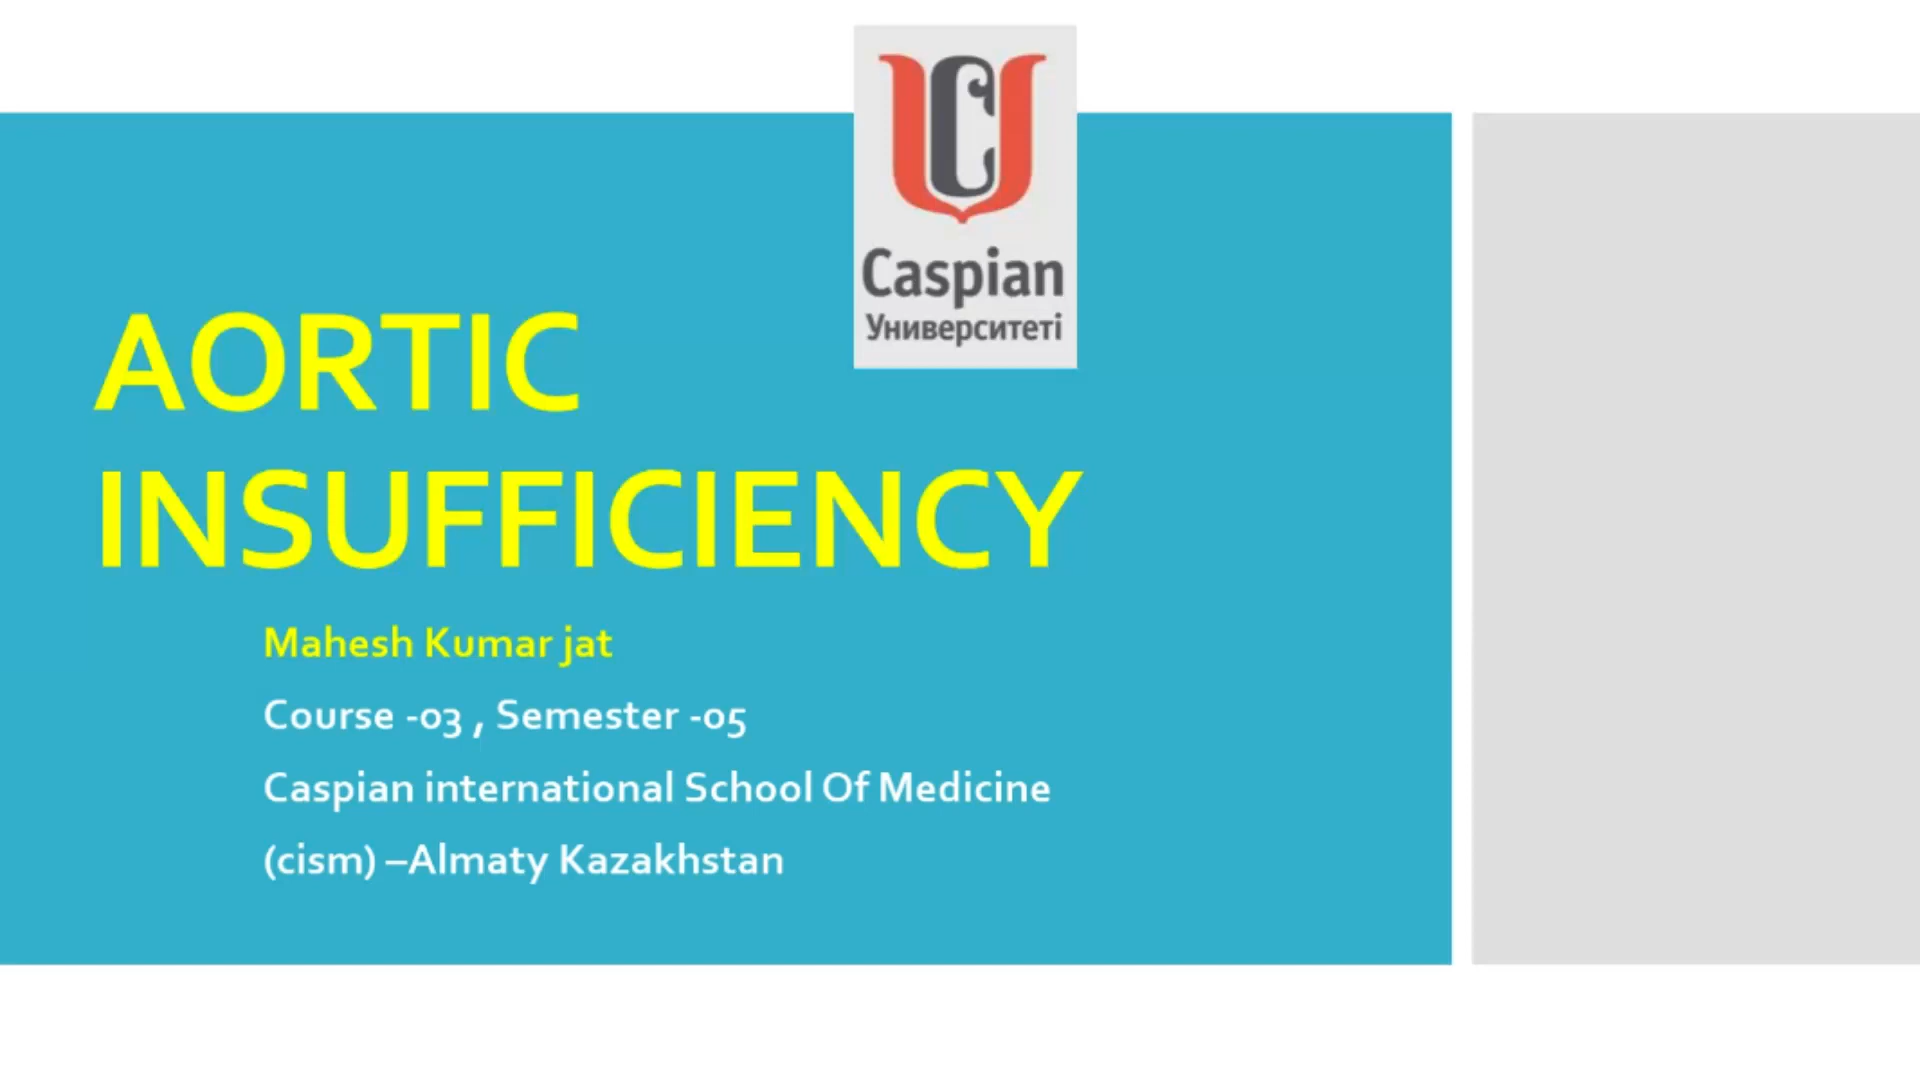 Caspian
Университеті
AORTIC
INSUFFICIENCY
Mahesh Kumar jat
Course -03 , Semester -05
Caspian international School Of Medicine
(cism) –Almaty Kazakhstan